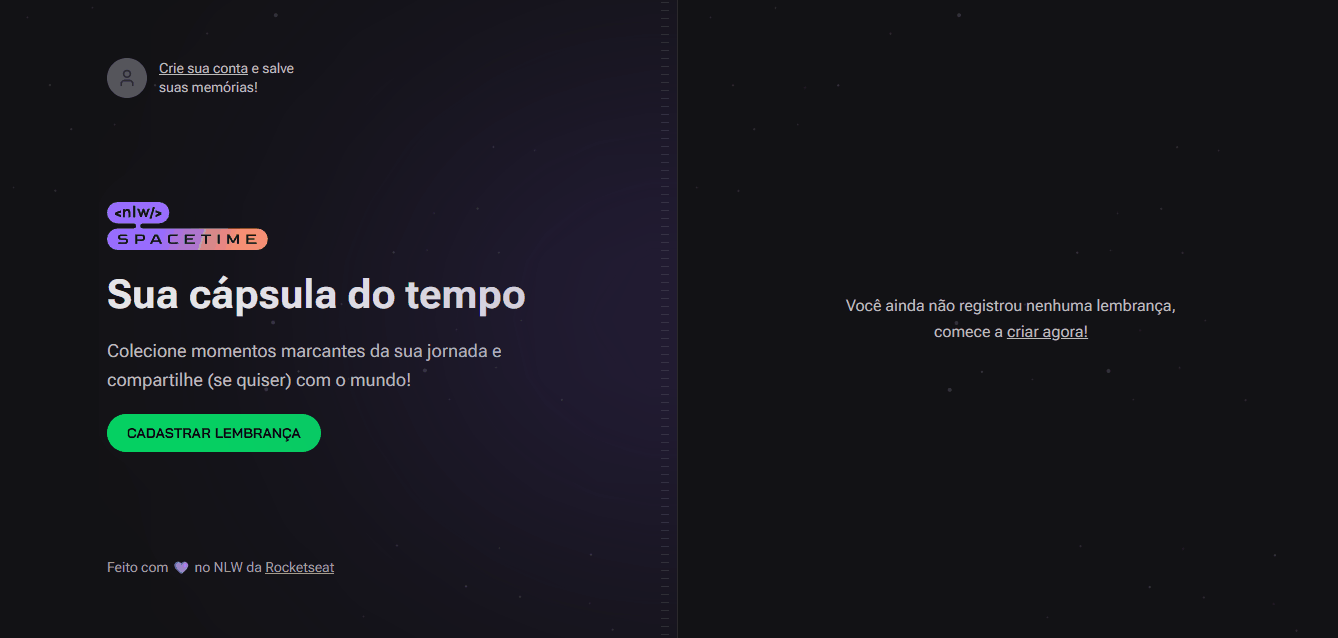 Crie sua conta e salve
suas memórias!
<nlw/>
SPACETIME
Sua cápsula do tempo
Colecione momentos marcantes da sua jornada e
compartilhe (se quiser) com o mundo!
CADASTRAR LEMBRANÇA
Feito com 💜 no NLW da Rocketseat
Você ainda não registrou nenhuma lembrança,
comece a criar agora!